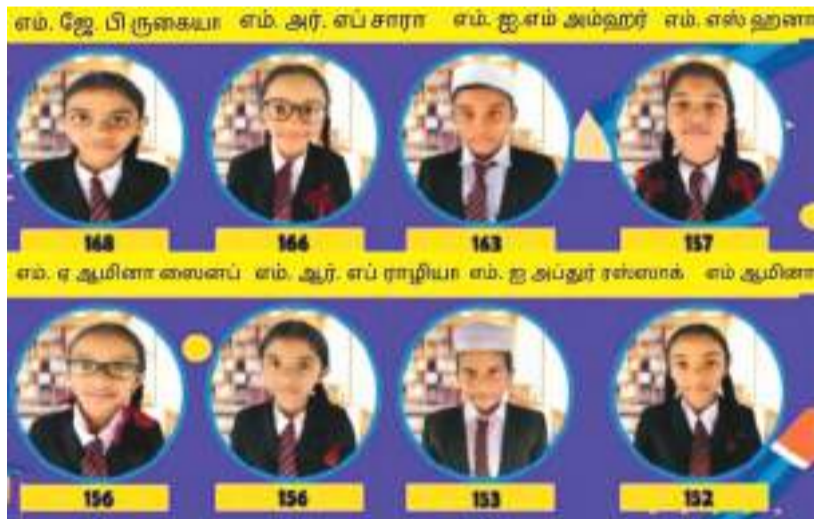 எம். ஜே. பி ருகையா எம். அர். எப் சாரா எம். ஐ.எம் அம்ஹர் எம். எஸ் ஹனா
168 166 163 157
எம். ஏ ஆமினா ஸைனப் எம். ஆர். எப் ராழியா எம். ஐ அப்துர் ரஸ்ஸாக் எம் ஆமினா
156 156 153 152